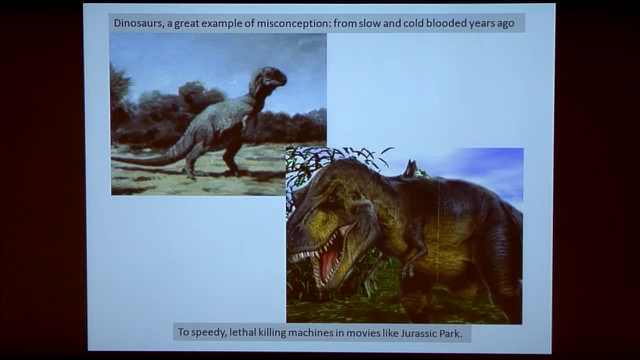 Dinosaurs, a great example of misconception: from slow and cold blooded years ago
To speedy, lethal killing machines in movies like Jurassic Park.